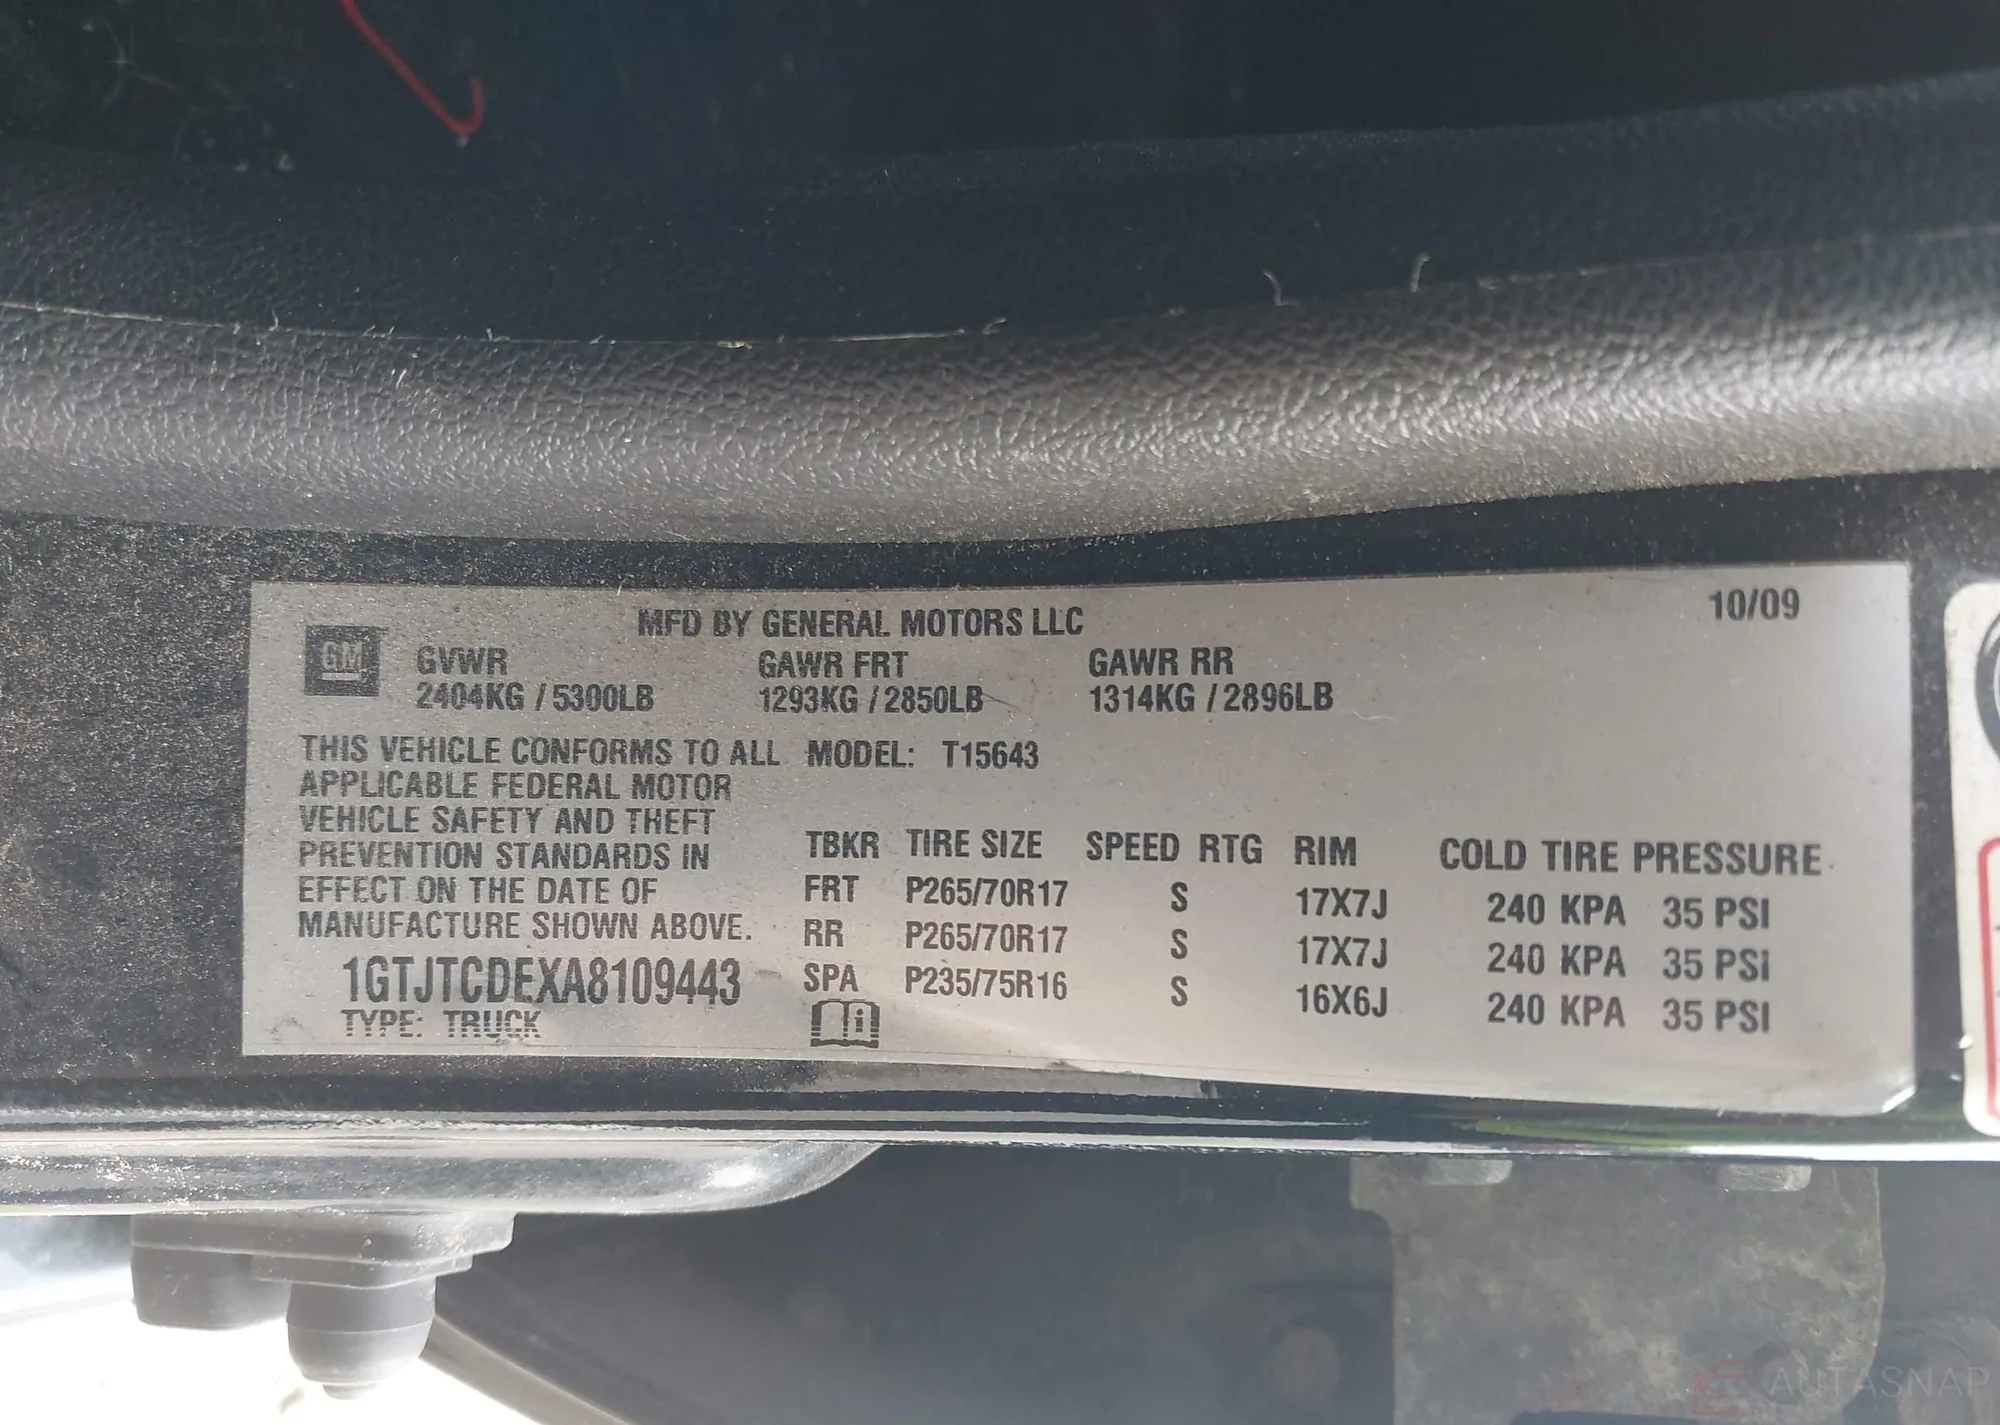 MFD BY GENERAL MOTORS LLC
10/09
GM
GVWR GAWR FRT GAWR RR
2404KG / 5300LB 1293KG / 2850LB 1314KG / 2896LB
THIS VEHICLE CONFORMS TO ALL
APPLICABLE FEDERAL MOTOR
VEHICLE SAFETY AND THEFT
PREVENTION STANDARDS IN
EFFECT ON THE DATE OF
MANUFACTURE SHOWN ABOVE.
1GTJTCDEXA8109443
TYPE: TRUCK
MODEL: T15643
TBKR TIRE SIZE SPEED RTG RIM COLD TIRE PRESSURE
FRT P265/70R17 S 17X7J 240 KPA 35 PSI
RR P265/70R17 S 17X7J 240 KPA 35 PSI
SPA P235/75R16 S 16X6J 240 KPA 35 PSI
AUTASNAP